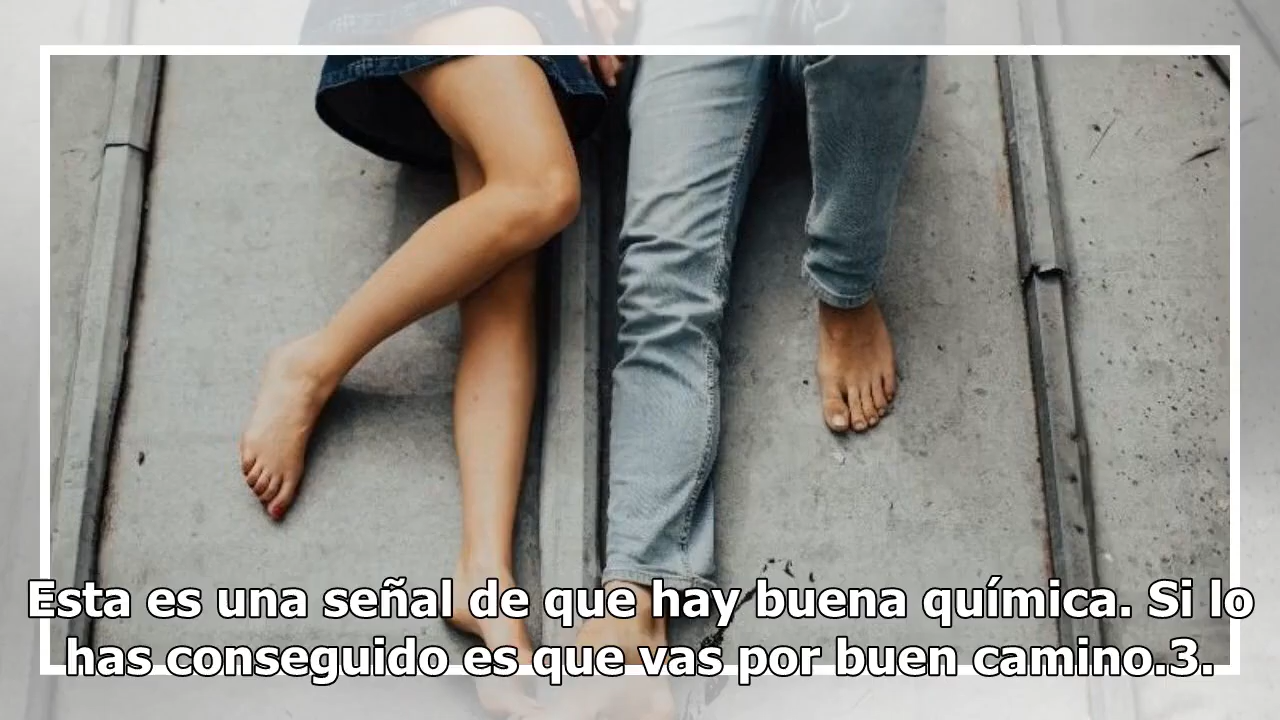 Esta es una señal de que hay buena química. Si lo
has conseguido es que vas por buen camino.3.